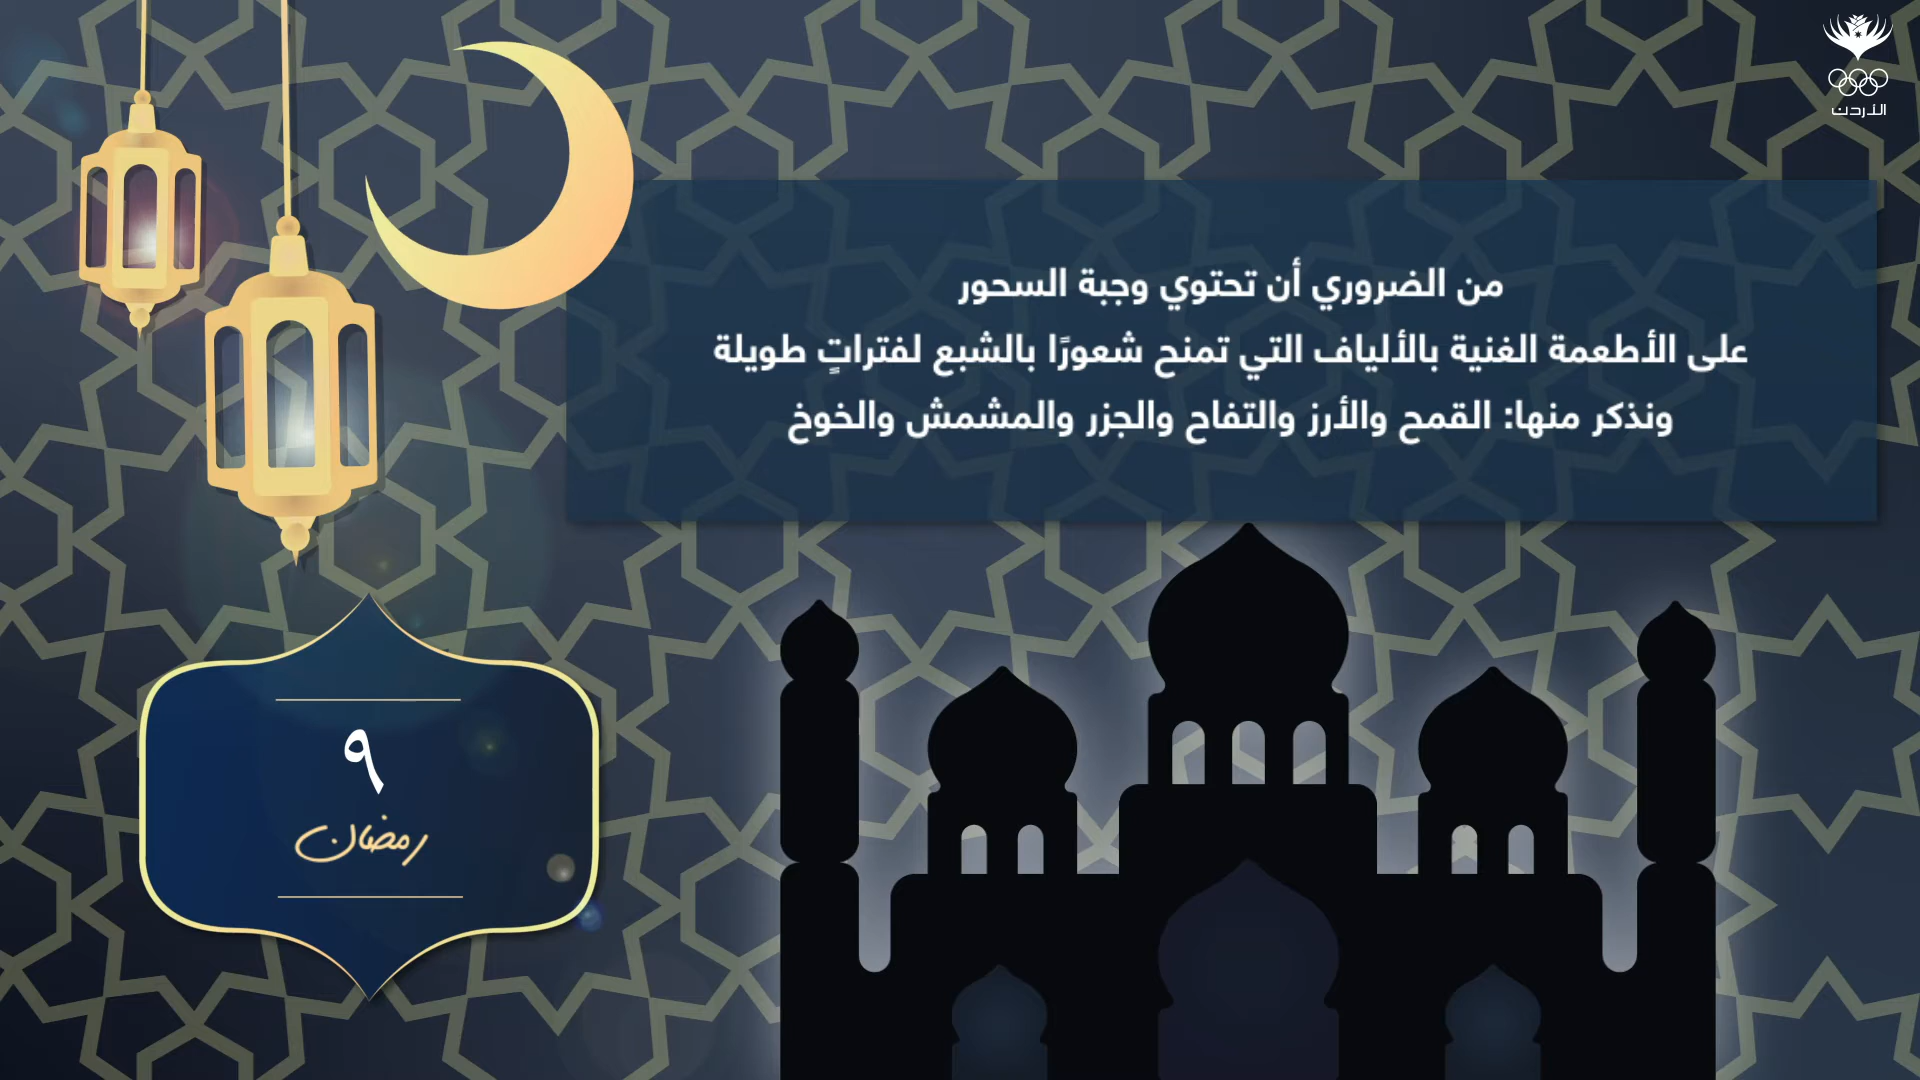 الأردن
من الضروري أن تحتوي وجبة السحور
على الأطعمة الغنية بالألياف التي تمنح شعورًا بالشبع لفتراتٍ طويلة
ونذكر منها: القمح والأرز والتفاح والجزر والمشمش والخوخ
٩
رمضان